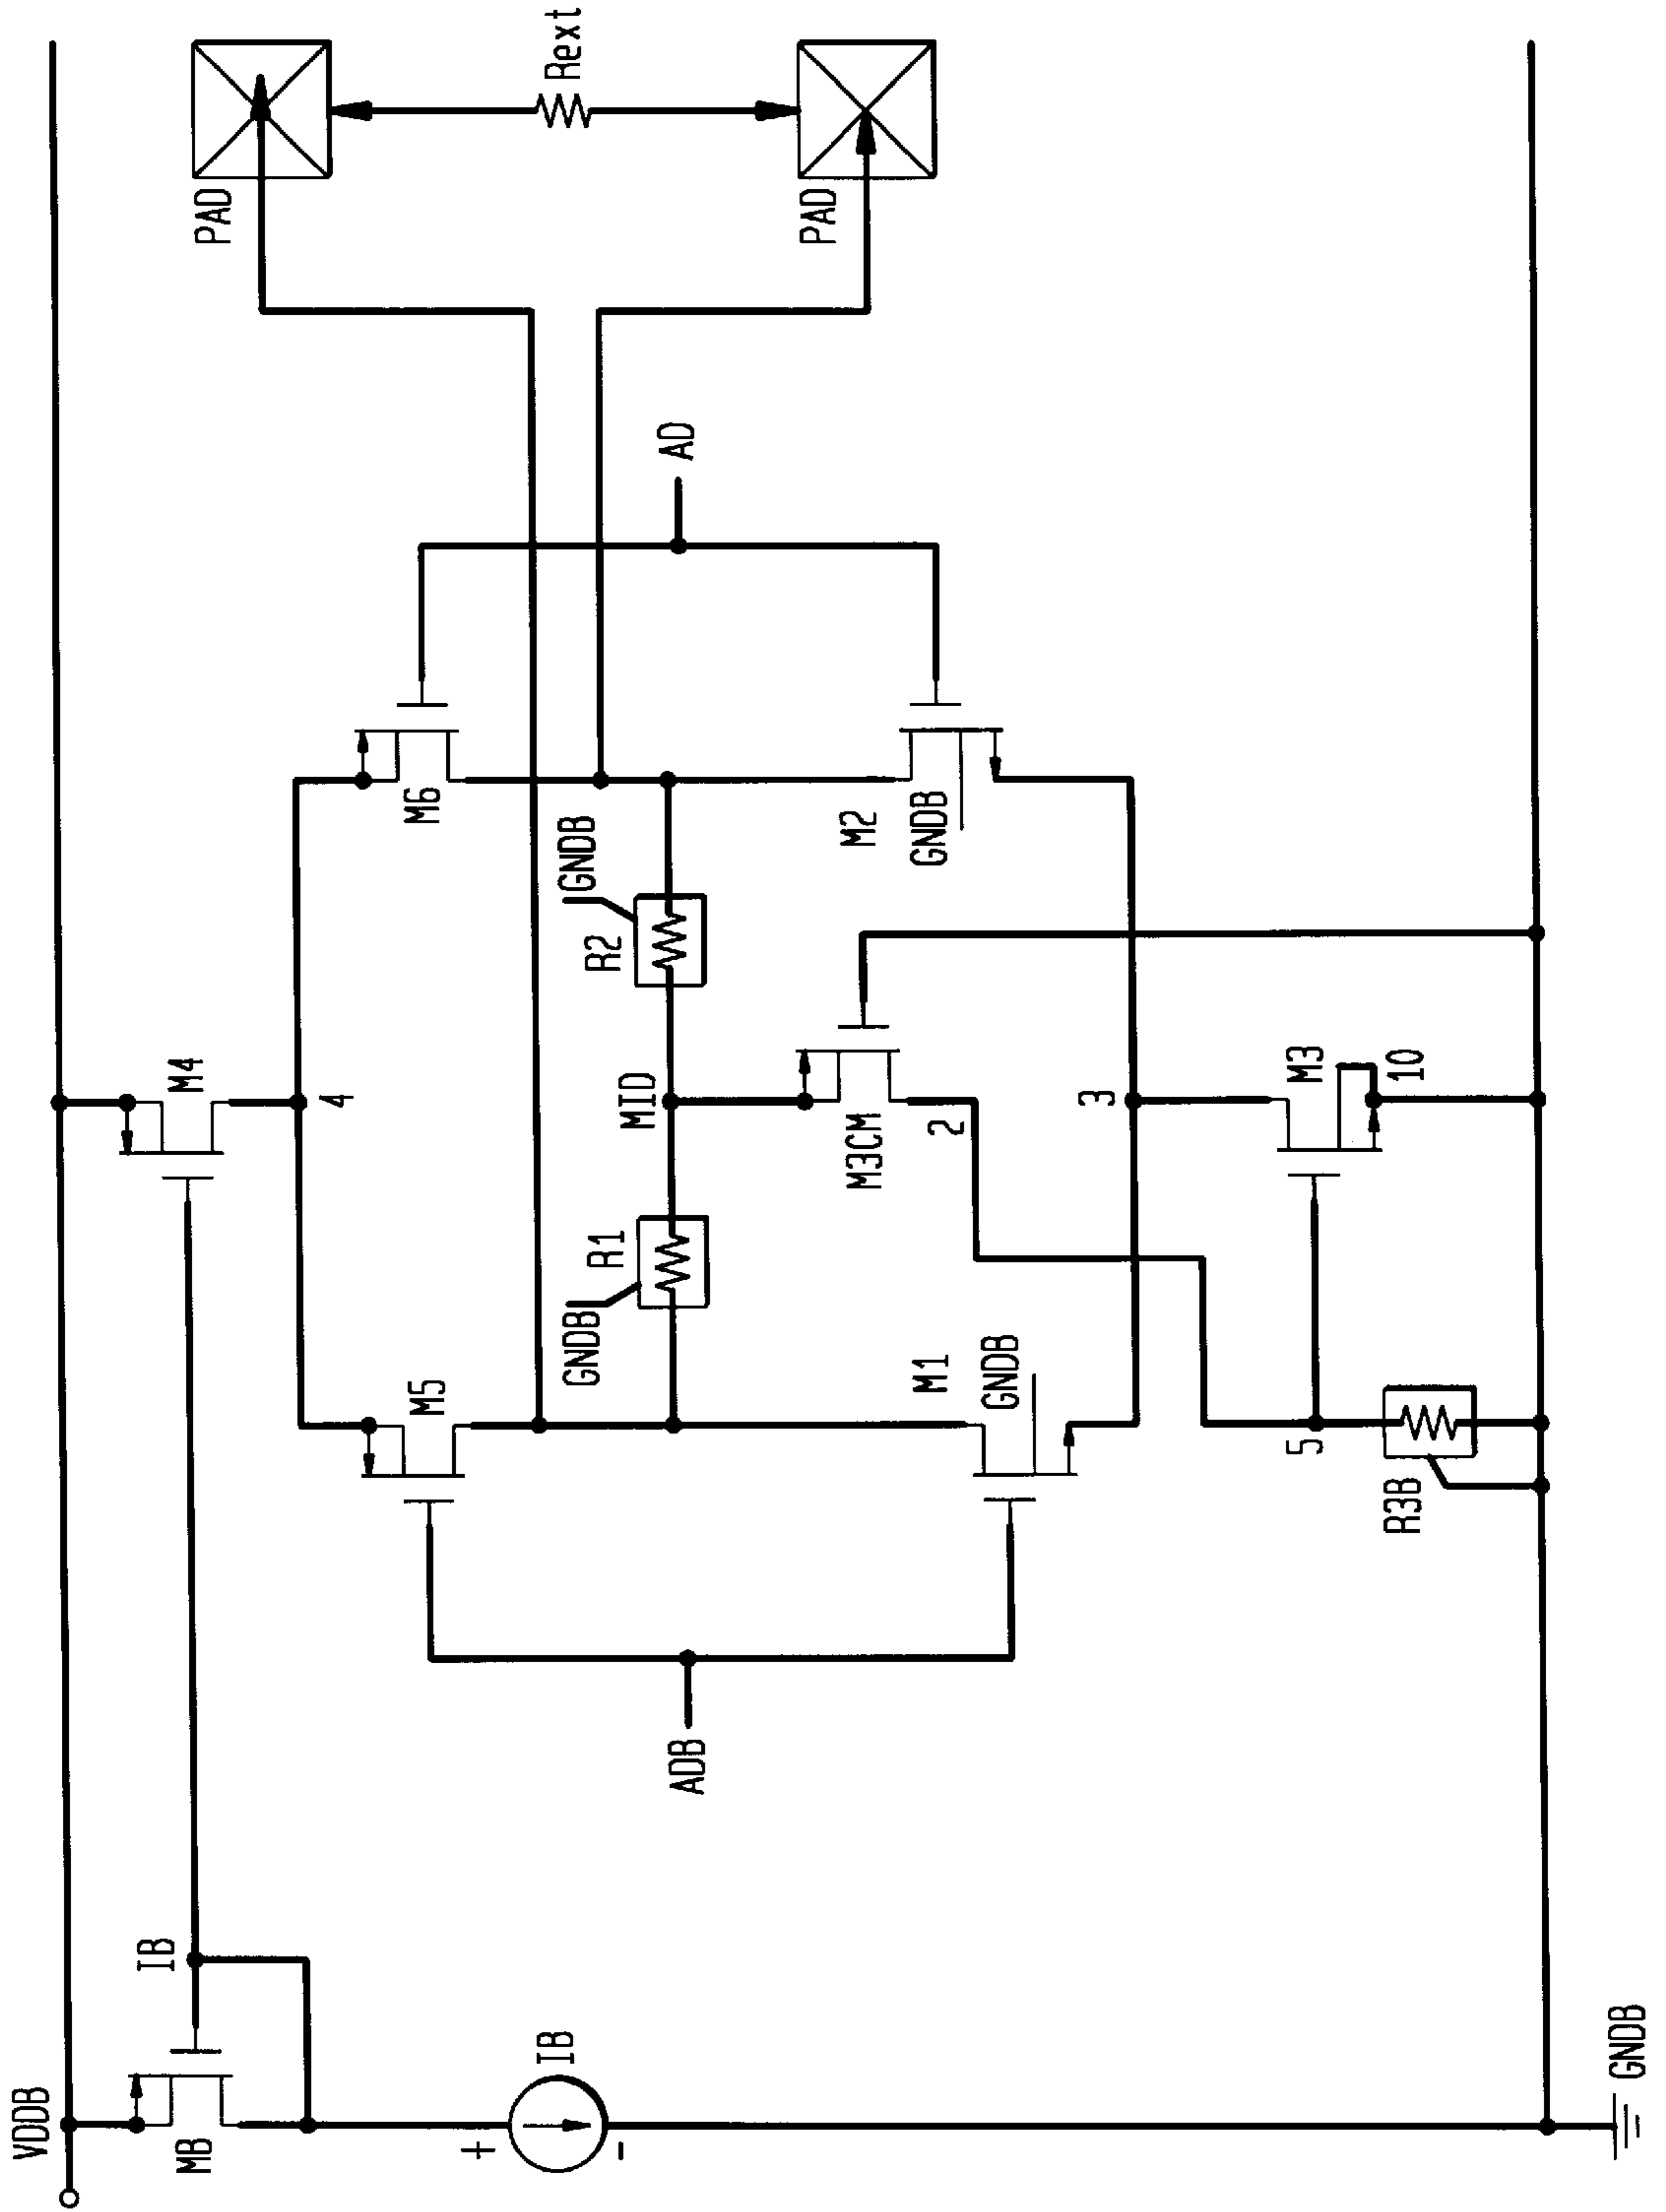 VDDB
MB
IB
IB
+
-
GNDB
M4
4
M5
M6
ADB
AD
GNDB
R1
MID
R2
GNDB
M1
GNDB
M3CM
2
M2
GNDB
3
M3
10
5
R3B
PAD
Rext
PAD